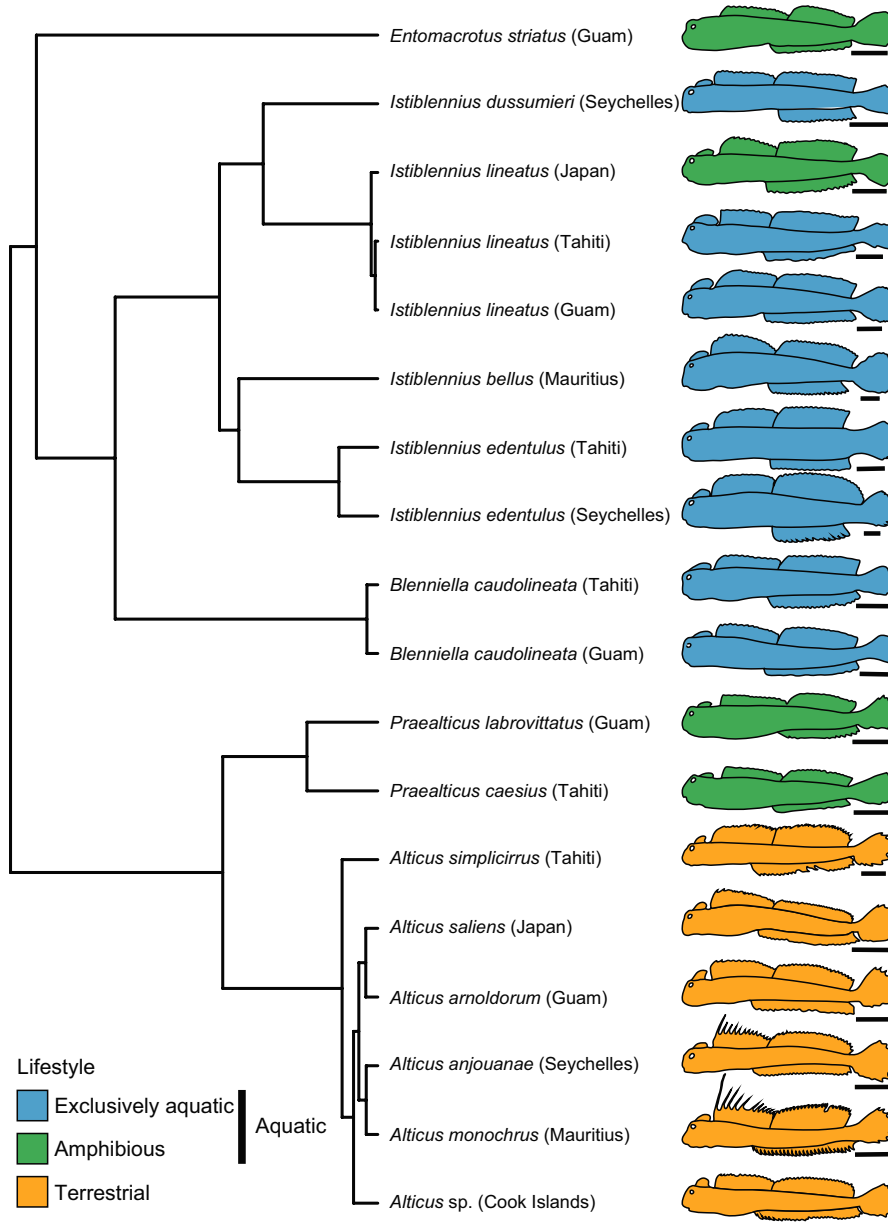 Entomacrotus striatus (Guam)
Istiblennius dussumieri (Seychelles)
Istiblennius lineatus (Japan)
Istiblennius lineatus (Tahiti)
Istiblennius lineatus (Guam)
Istiblennius bellus (Mauritius)
Istiblennius edentulus (Tahiti)
Istiblennius edentulus (Seychelles)
Blenniella caudolineata (Tahiti)
Blenniella caudolineata (Guam)
Praealticus labrovittatus (Guam)
Praealticus caesius (Tahiti)
Alticus simplicirrus (Tahiti)
Alticus saliens (Japan)
Alticus arnoldorum (Guam)
Alticus anjouanae (Seychelles)
Alticus monochrus (Mauritius)
Alticus sp. (Cook Islands)
Lifestyle
Exclusively aquatic
Amphibious
Terrestrial
Aquatic